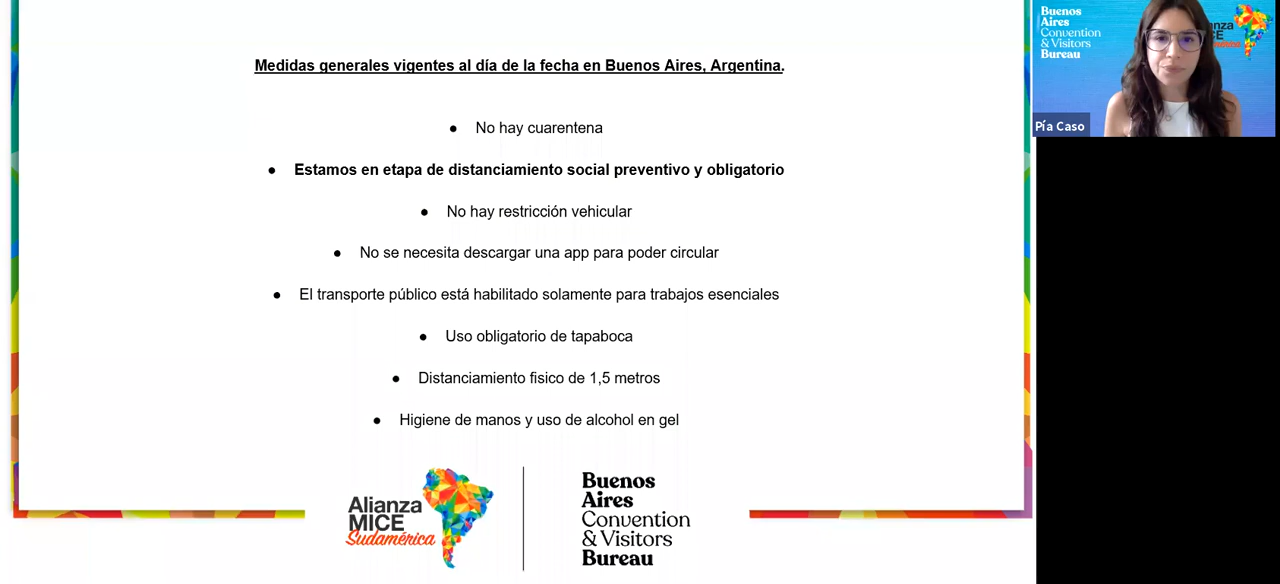 Medidas generales vigentes al día de la fecha en Buenos Aires, Argentina.
● No hay cuarentena
● Estamos en etapa de distanciamiento social preventivo y obligatorio
● No hay restricción vehicular
● No se necesita descargar una app para poder circular
● El transporte público está habilitado solamente para trabajos esenciales
● Uso obligatorio de tapaboca
● Distanciamiento fisico de 1,5 metros
● Higiene de manos y uso de alcohol en gel
Alianza
MICE
Sudamérica
Buenos
Aires
Convention
& Visitors
Bureau
Buenos
Aires
Convention
& Visitors
Bureau
Pía Caso